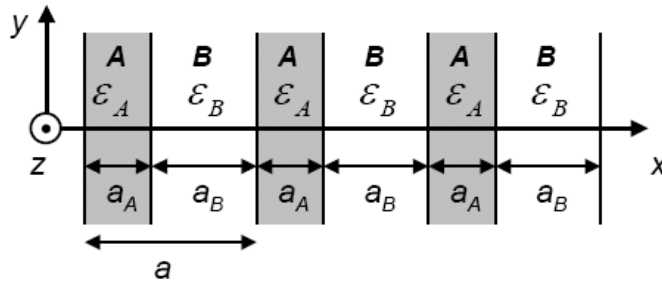 y
A B A B A B
ε_A ε_B ε_A ε_B ε_A ε_B
z x
a_A a_B a_A a_B a_A a_B
a